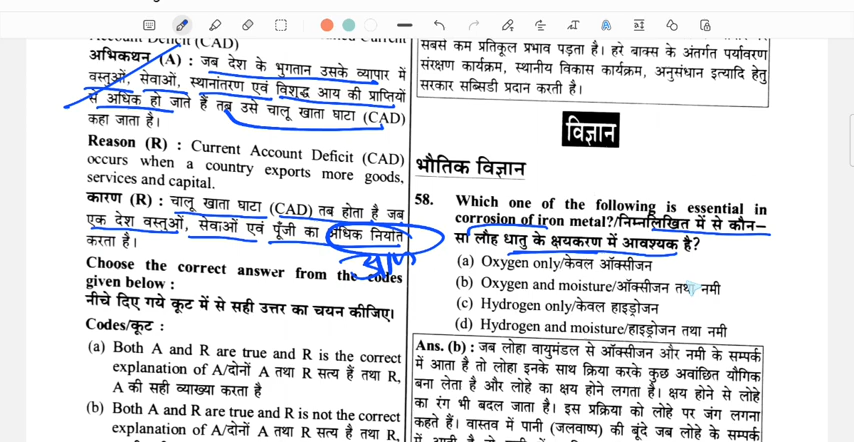 Account Deficit (CAD)
अभिकथन (A) : जब देश के भुगतान उसके व्यापार में
वस्तुओं, सेवाओं, स्थानांतरण एवं विशुद्ध आय की प्राप्तियों
से अधिक हो जाते हैं तब उसे चालू खाता घाटा (CAD)
कहा जाता है।
Reason (R) : Current Account Deficit (CAD)
occurs when a country exports more goods,
services and capital.
कारण (R) : चालू खाता घाटा (CAD) तब होता है जब
एक देश वस्तुओं, सेवाओं एवं पूँजी का अधिक निर्यात
करता है।
Choose the correct answer from the codes
given below :
नीचे दिए गये कूट में से सही उत्तर का चयन कीजिए।
Codes/कूट :
(a) Both A and R are true and R is the correct
explanation of A/दोनों A तथा R सत्य हैं तथा R,
A की सही व्याख्या करता है
(b) Both A and R are true and R is not the correct
explanation of A/दोनों A तथा R सत्य हैं तथा R,
सबसे कम प्रतिकूल प्रभाव पड़ता है। हरे बाक्स के अंतर्गत पर्यावरण
संरक्षण कार्यक्रम, स्थानीय विकास कार्यक्रम, अनुसंधान इत्यादि हेतु
सरकार सब्सिडी प्रदान करती है।
विज्ञान
भौतिक विज्ञान
58. Which one of the following is essential in
corrosion of iron metal?/निम्नलिखित में से कौन–
सा लौह धातु के क्षयकरण में आवश्यक है?
(a) Oxygen only/केवल ऑक्सीजन
(b) Oxygen and moisture/ऑक्सीजन तथा नमी
(c) Hydrogen only/केवल हाइड्रोजन
(d) Hydrogen and moisture/हाइड्रोजन तथा नमी
Ans. (b) : जब लोहा वायुमंडल से ऑक्सीजन और नमी के सम्पर्क
में आता है तो लोहा इनके साथ क्रिया करके कुछ अवांछित यौगिक
बना लेता है और लोहे का क्षय होने लगता है। क्षय होने से लोहे
का रंग भी बदल जाता है। इस प्रक्रिया को लोहे पर जंग लगना
कहते हैं। वास्तव में पानी (जलवाष्प) की बूंदे जब लोहे के सम्पर्क